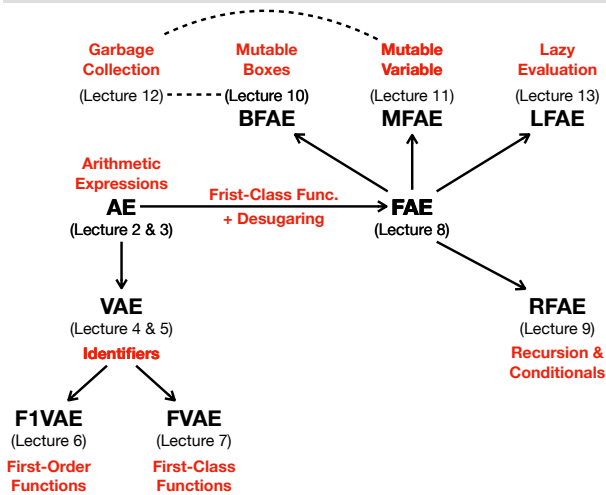 Garbage
Collection
(Lecture 12)
Mutable
Boxes
(Lecture 10)
BFAE
Mutable
Variable
(Lecture 11)
MFAE
Lazy
Evaluation
(Lecture 13)
LFAE
Arithmetic
Expressions
AE
(Lecture 2 & 3)
Frist-Class Func.
+ Desugaring
FAE
(Lecture 8)
VAE
(Lecture 4 & 5)
Identifiers
RFAE
(Lecture 9)
Recursion &
Conditionals
F1VAE
(Lecture 6)
First-Order
Functions
FVAE
(Lecture 7)
First-Class
Functions